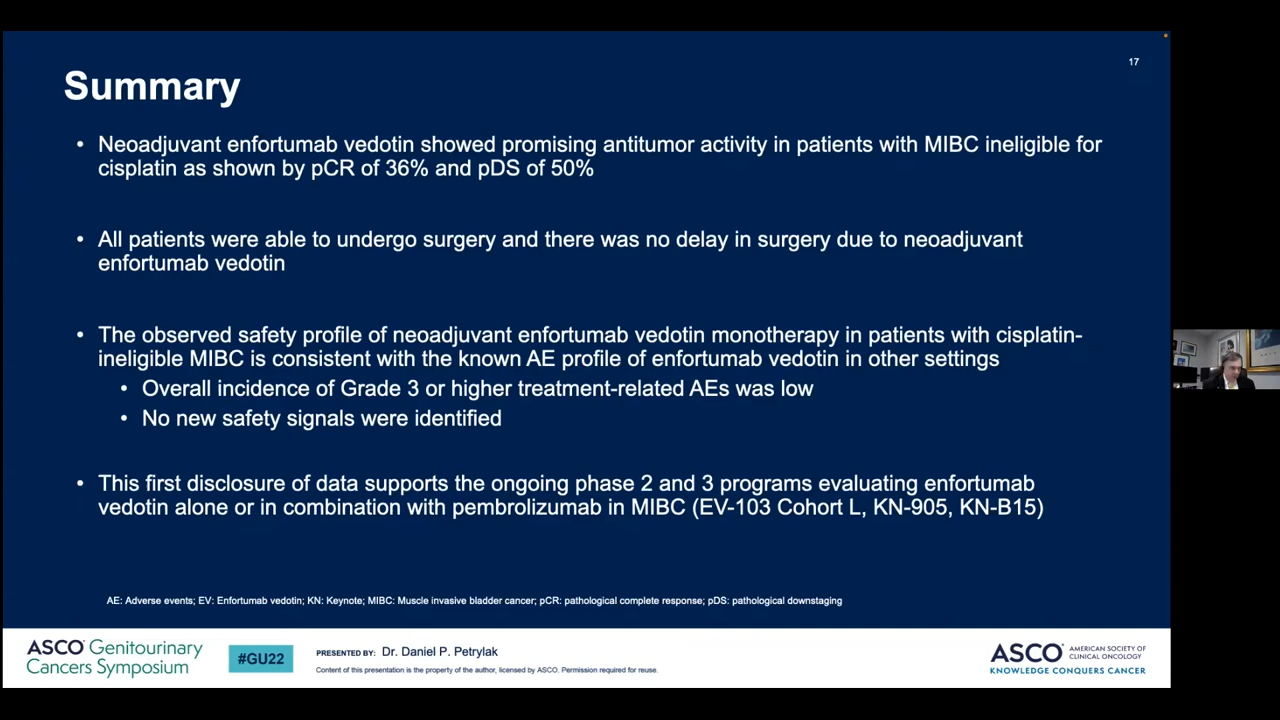 17
Summary
• Neoadjuvant enfortumab vedotin showed promising antitumor activity in patients with MIBC ineligible for
cisplatin as shown by pCR of 36% and pDS of 50%
• All patients were able to undergo surgery and there was no delay in surgery due to neoadjuvant
enfortumab vedotin
• The observed safety profile of neoadjuvant enfortumab vedotin monotherapy in patients with cisplatin-
ineligible MIBC is consistent with the known AE profile of enfortumab vedotin in other settings
• Overall incidence of Grade 3 or higher treatment-related AEs was low
• No new safety signals were identified
• This first disclosure of data supports the ongoing phase 2 and 3 programs evaluating enfortumab
vedotin alone or in combination with pembrolizumab in MIBC (EV-103 Cohort L, KN-905, KN-B15)
AE: Adverse events; EV: Enfortumab vedotin; KN: Keynote; MIBC: Muscle invasive bladder cancer; pCR: pathological complete response; pDS: pathological downstaging
ASCO® Genitourinary
Cancers Symposium
#GU22
PRESENTED BY: Dr. Daniel P. Petrylak
Content of this presentation is the property of the author, licensed by ASCO. Permission required for reuse.
ASCO® AMERICAN SOCIETY OF
CLINICAL ONCOLOGY
KNOWLEDGE CONQUERS CANCER